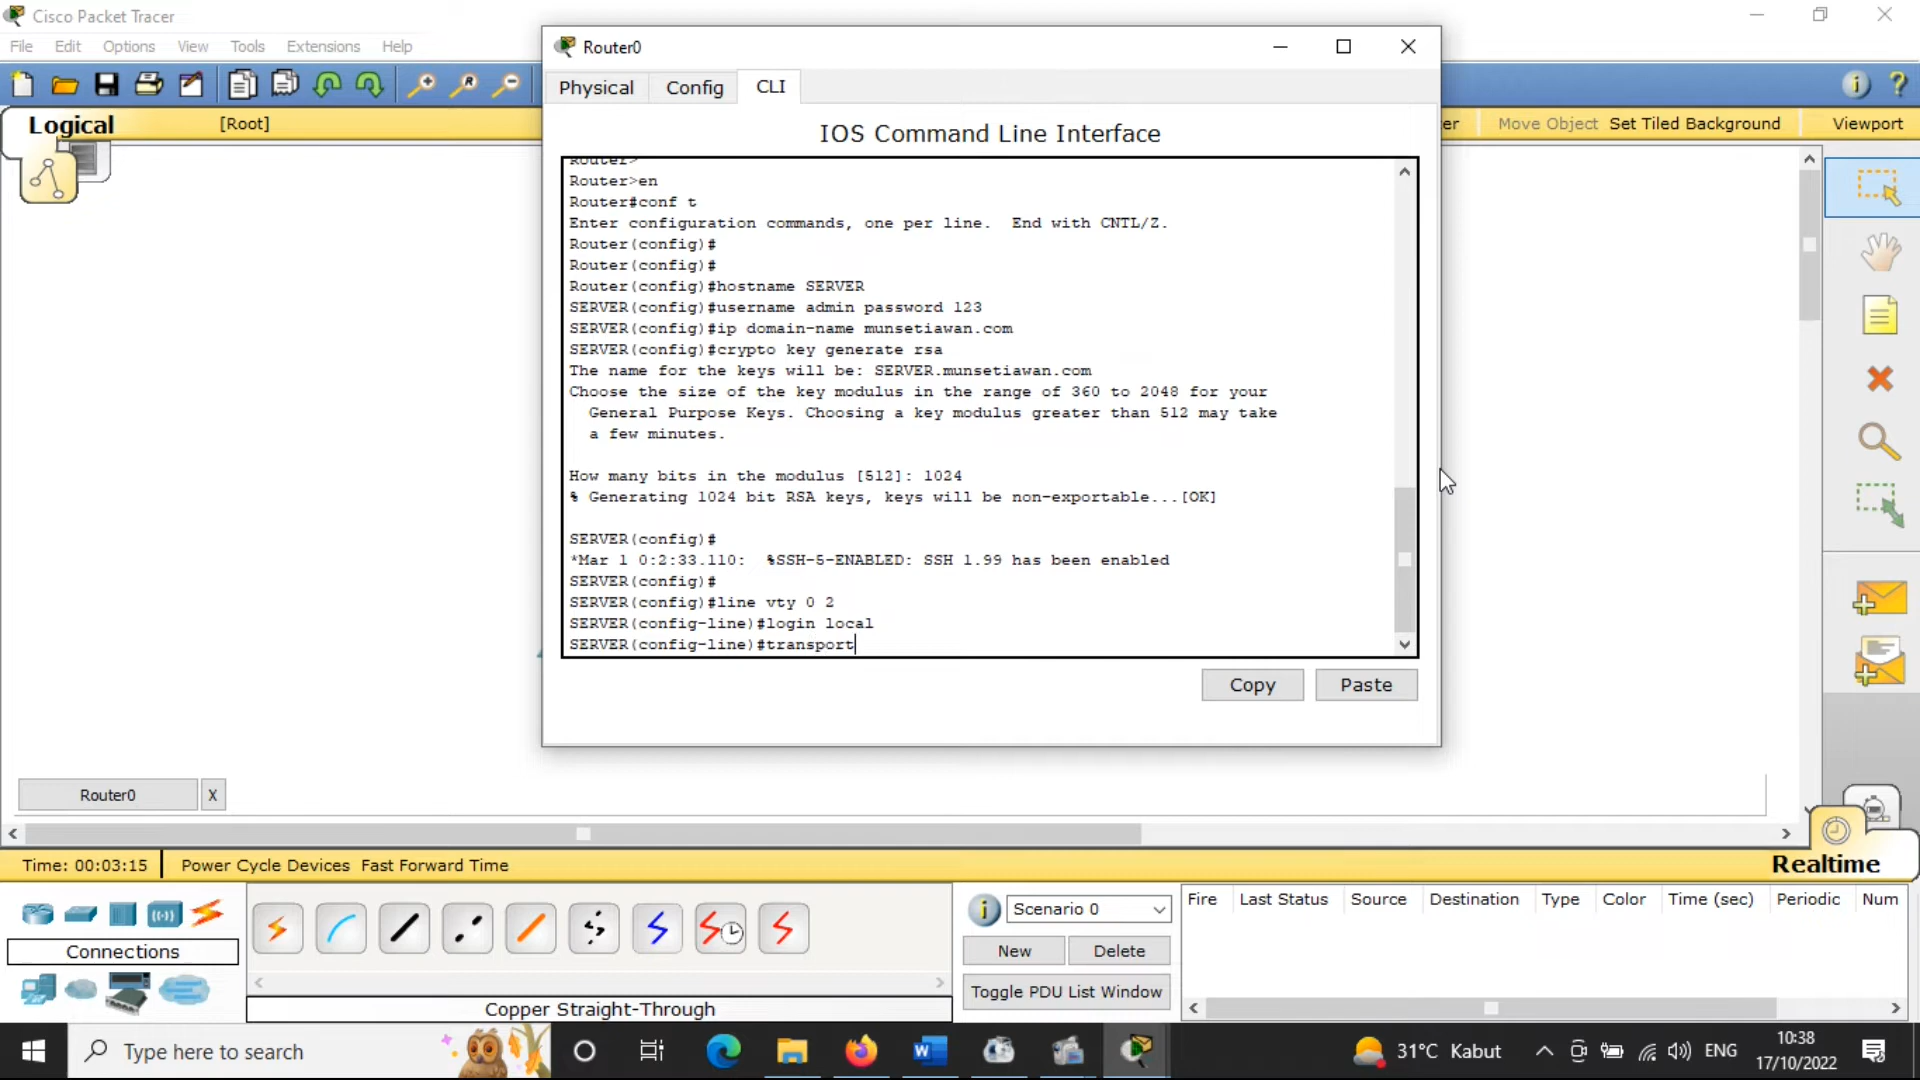 Cisco Packet Tracer
File Edit Options View Tools Extensions Help
Logical [Root]
er Move Object Set Tiled Background Viewport
Router0
Physical Config CLI
IOS Command Line Interface
Router>
Router>en
Router#conf t
Enter configuration commands, one per line.  End with CNTL/Z.
Router(config)#
Router(config)#
Router(config)#hostname SERVER
SERVER(config)#username admin password 123
SERVER(config)#ip domain-name munsetiawan.com
SERVER(config)#crypto key generate rsa
The name for the keys will be: SERVER.munsetiawan.com
Choose the size of the key modulus in the range of 360 to 2048 for your
General Purpose Keys. Choosing a key modulus greater than 512 may take
a few minutes.
How many bits in the modulus [512]: 1024
% Generating 1024 bit RSA keys, keys will be non-exportable...[OK]
SERVER(config)#
*Mar 1 0:2:33.110:  %SSH-5-ENABLED: SSH 1.99 has been enabled
SERVER(config)#
SERVER(config)#line vty 0 2
SERVER(config-line)#login local
SERVER(config-line)#transport
Copy Paste
Router0 X
Time: 00:03:15 Power Cycle Devices Fast Forward Time
Realtime
Connections
Copper Straight-Through
Scenario 0
New Delete
Toggle PDU List Window
Fire Last Status Source Destination Type Color Time (sec) Periodic Num
Type here to search
31°C Kabut
ENG
10:38
17/10/2022